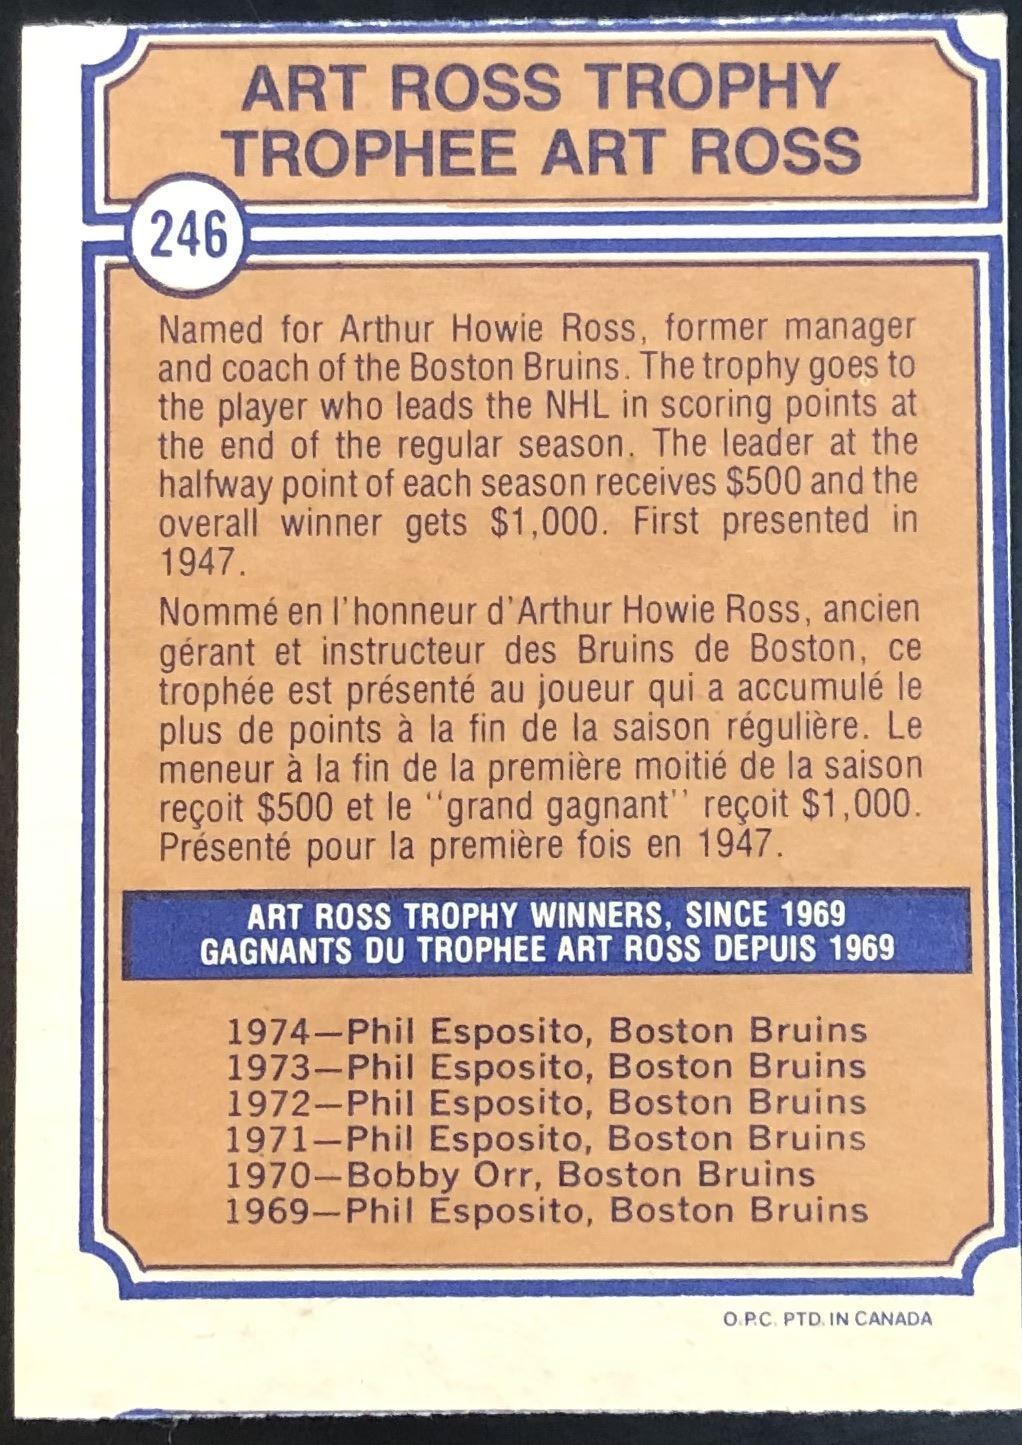 ART ROSS TROPHY
TROPHEE ART ROSS
246
Named for Arthur Howie Ross, former manager
and coach of the Boston Bruins. The trophy goes to
the player who leads the NHL in scoring points at
the end of the regular season. The leader at the
halfway point of each season receives $500 and the
overall winner gets $1,000. First presented in
1947.
Nommé en l'honneur d'Arthur Howie Ross, ancien
gérant et instructeur des Bruins de Boston, ce
trophée est présenté au joueur qui a accumulé le
plus de points à la fin de la saison régulière. Le
meneur à la fin de la première moitié de la saison
reçoit $500 et le "grand gagnant" reçoit $1,000.
Présenté pour la première fois en 1947.
ART ROSS TROPHY WINNERS, SINCE 1969
GAGNANTS DU TROPHEE ART ROSS DEPUIS 1969
1974—Phil Esposito, Boston Bruins
1973—Phil Esposito, Boston Bruins
1972—Phil Esposito, Boston Bruins
1971—Phil Esposito, Boston Bruins
1970—Bobby Orr, Boston Bruins
1969—Phil Esposito, Boston Bruins
O.P.C. PTD. IN CANADA